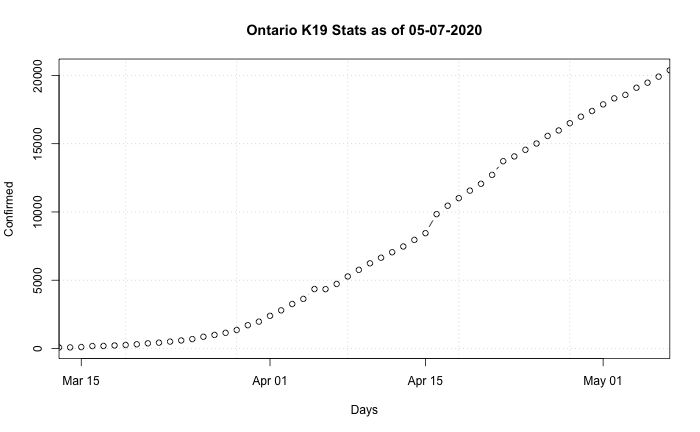 Ontario K19 Stats as of 05-07-2020
Confirmed
20000
15000
10000
5000
0
Mar 15
Apr 01
Apr 15
May 01
Days